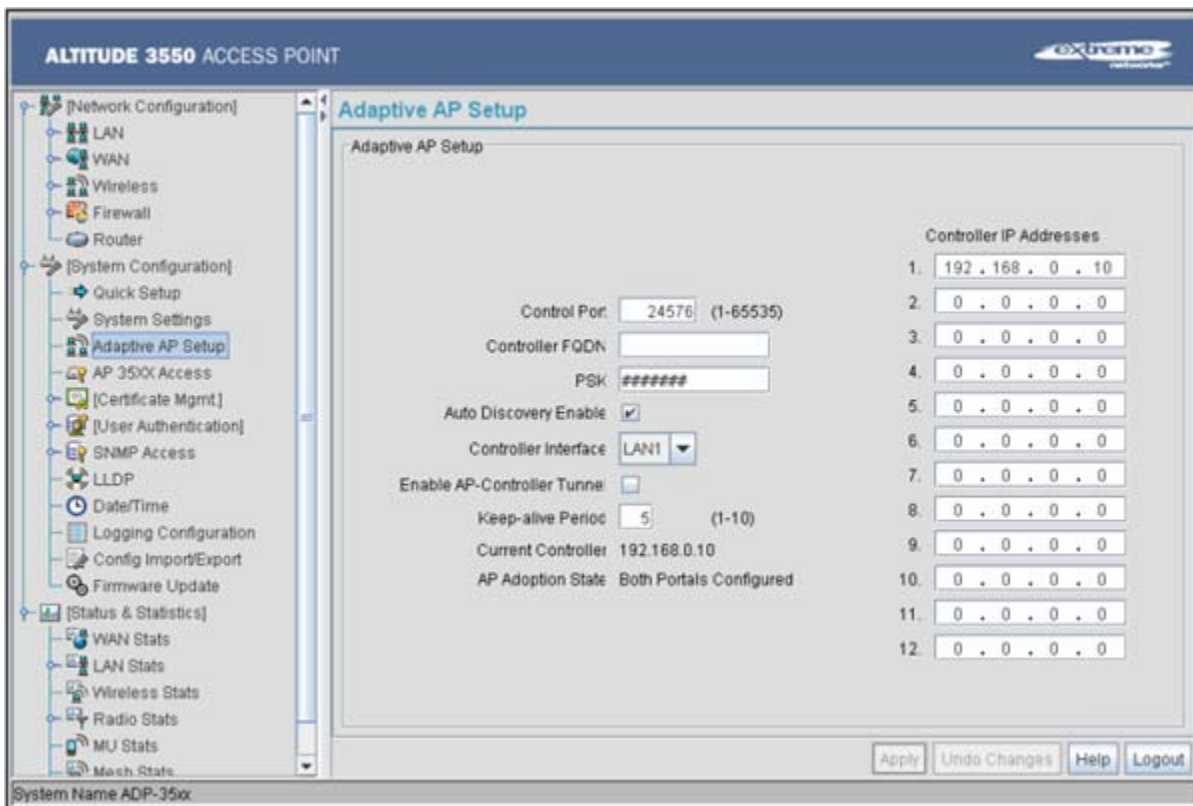 ALTITUDE 3550 ACCESS POINT
extreme
networks
[Network Configuration]
LAN
WAN
Wireless
Firewall
Router
[System Configuration]
Quick Setup
System Settings
Adaptive AP Setup
AP 35XX Access
[Certificate Mgmt.]
[User Authentication]
SNMP Access
LLDP
Date/Time
Logging Configuration
Config Import/Export
Firmware Update
[Status & Statistics]
WAN Stats
LAN Stats
Wireless Stats
Radio Stats
MU Stats
Mesh Stats
Adaptive AP Setup
Adaptive AP Setup
Control Port 24576 (1-65535)
Controller FQDN
PSK #######
Auto Discovery Enable
Controller Interface LAN1
Enable AP-Controller Tunnel
Keep-alive Period 5 (1-10)
Current Controller 192.168.0.10
AP Adoption State Both Portals Configured
Controller IP Addresses
1. 192 . 168 . 0 . 10
2. 0 . 0 . 0 . 0
3. 0 . 0 . 0 . 0
4. 0 . 0 . 0 . 0
5. 0 . 0 . 0 . 0
6. 0 . 0 . 0 . 0
7. 0 . 0 . 0 . 0
8. 0 . 0 . 0 . 0
9. 0 . 0 . 0 . 0
10. 0 . 0 . 0 . 0
11. 0 . 0 . 0 . 0
12. 0 . 0 . 0 . 0
Apply Undo Changes Help Logout
System Name ADP-35xx